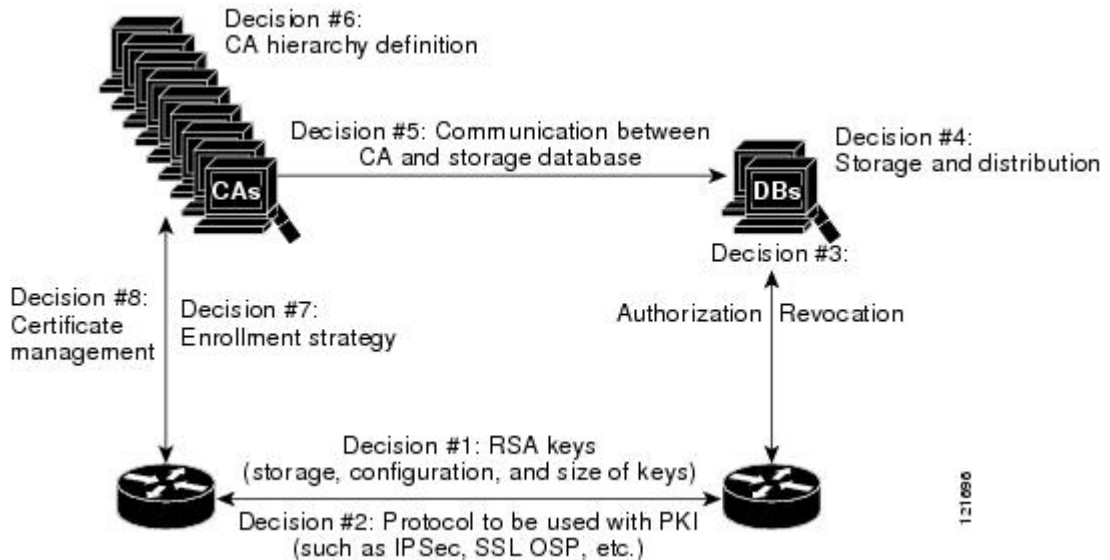 Decision #6:
CA hierarchy definition
Decision #5: Communication between
CA and storage database
Decision #4:
Storage and distribution
CAs
DBs
Decision #3:
Decision #8:
Certificate
management
Decision #7:
Enrollment strategy
Authorization
Revocation
Decision #1: RSA keys
(storage, configuration, and size of keys)
Decision #2: Protocol to be used with PKI
(such as IPSec, SSL OSP, etc.)
121696